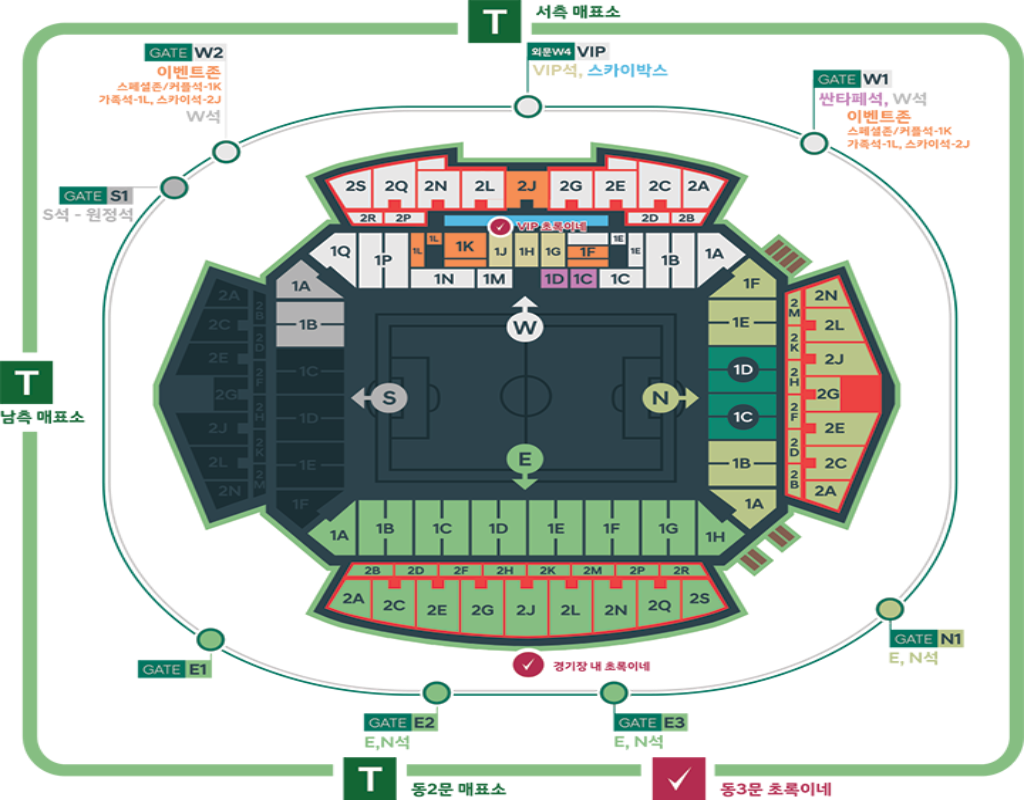 T
서측 매표소
GATE W2
이벤트존
스페셜존/커플석-1K
가족석-1L, 스카이석-2J
W석
외문W4 VIP
VIP석, 스카이박스
GATE W1
싼타페석, W석
이벤트존
스페셜존/커플석-1K
가족석-1L, 스카이석-2J
GATE S1
S석 - 원정석
2S 2Q 2N 2L 2J 2G 2E 2C 2A
2R 2P 2D 2B
VIP 초록이네
1Q 1P 1L 1L 1K 1J 1H 1G 1F 1E 1E 1B 1A
1N 1M 1D 1C 1C
1A
1B
1C
1D
1E
1F
2A
2C
2E
2G
2J
2L
2N
2B
2D
2F
2H
2K
2M
W
S
N
E
1F
1E
1D
1C
1B
1A
2M
2K
2H
2F
2D
2B
2N
2L
2J
2G
2E
2C
2A
1A 1B 1C 1D 1E 1F 1G 1H
2B 2D 2F 2H 2K 2M 2P 2R
2A 2C 2E 2G 2J 2L 2N 2Q 2S
경기장 내 초록이네
T
남측 매표소
GATE E1
GATE E2
E,N석
GATE E3
E, N석
GATE N1
E, N석
T
동2문 매표소
동3문 초록이네